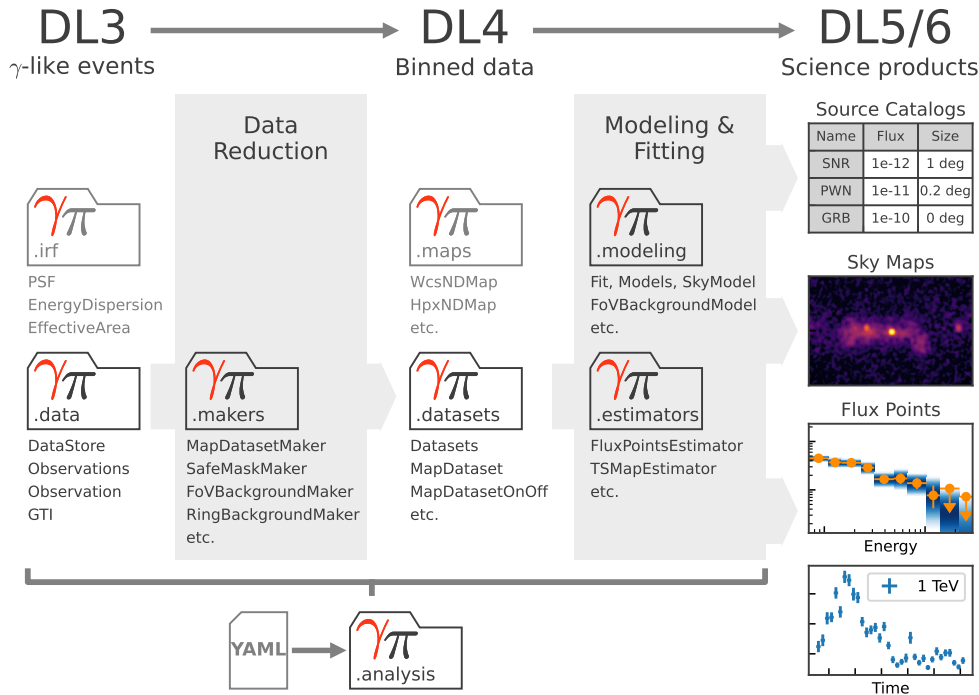 DL3
DL4
DL5/6
γ-like events
Binned data
Science products
Data
Reduction
Modeling &
Fitting
γπ
.irf
PSF
EnergyDispersion
EffectiveArea
γπ
.data
DataStore
Observations
Observation
GTI
γπ
.makers
MapDatasetMaker
SafeMaskMaker
FoVBackgroundMaker
RingBackgroundMaker
etc.
γπ
.maps
WcsNDMap
HpxNDMap
etc.
γπ
.datasets
Datasets
MapDataset
MapDatasetOnOff
etc.
γπ
.modeling
Fit, Models, SkyModel
FoVBackgroundModel
etc.
γπ
.estimators
FluxPointsEstimator
TSMapEstimator
etc.
Source Catalogs
Name Flux Size
SNR 1e-12 1 deg
PWN 1e-11 0.2 deg
GRB 1e-10 0 deg
Sky Maps
Flux Points
Energy
1 TeV
Time
YAML
γπ
.analysis